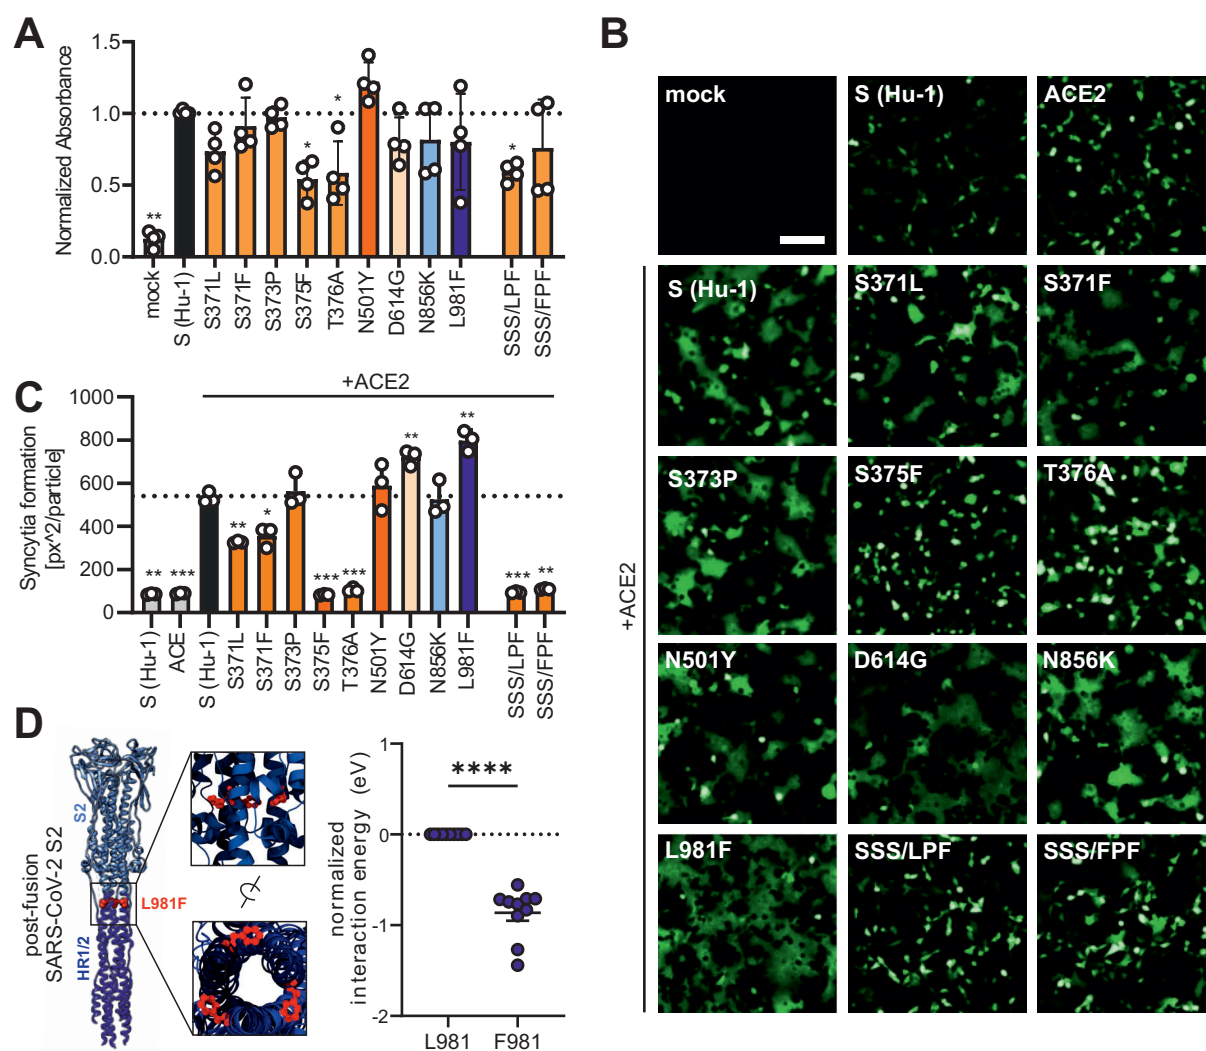 A
Normalized Absorbance
1.5
1.0
0.5
0.0
**
*
*
*
mock
S (Hu-1)
S371L
S371F
S373P
S375F
T376A
N501Y
D614G
N856K
L981F
SSS/LPF
SSS/FPF
B
mock
S (Hu-1)
ACE2
+ACE2
S (Hu-1)
S371L
S371F
S373P
S375F
T376A
N501Y
D614G
N856K
L981F
SSS/LPF
SSS/FPF
C
+ACE2
Syncytia formation
[px^2/particle]
1000
800
600
400
200
0
**
***
**
*
***
***
**
**
***
**
S (Hu-1)
ACE
S (Hu-1)
S371L
S371F
S373P
S375F
T376A
N501Y
D614G
N856K
L981F
SSS/LPF
SSS/FPF
D
post-fusion
SARS-CoV-2 S2
S2
HR1/2
L981F
normalized
interaction energy (eV)
1
0
-1
-2
****
L981
F981